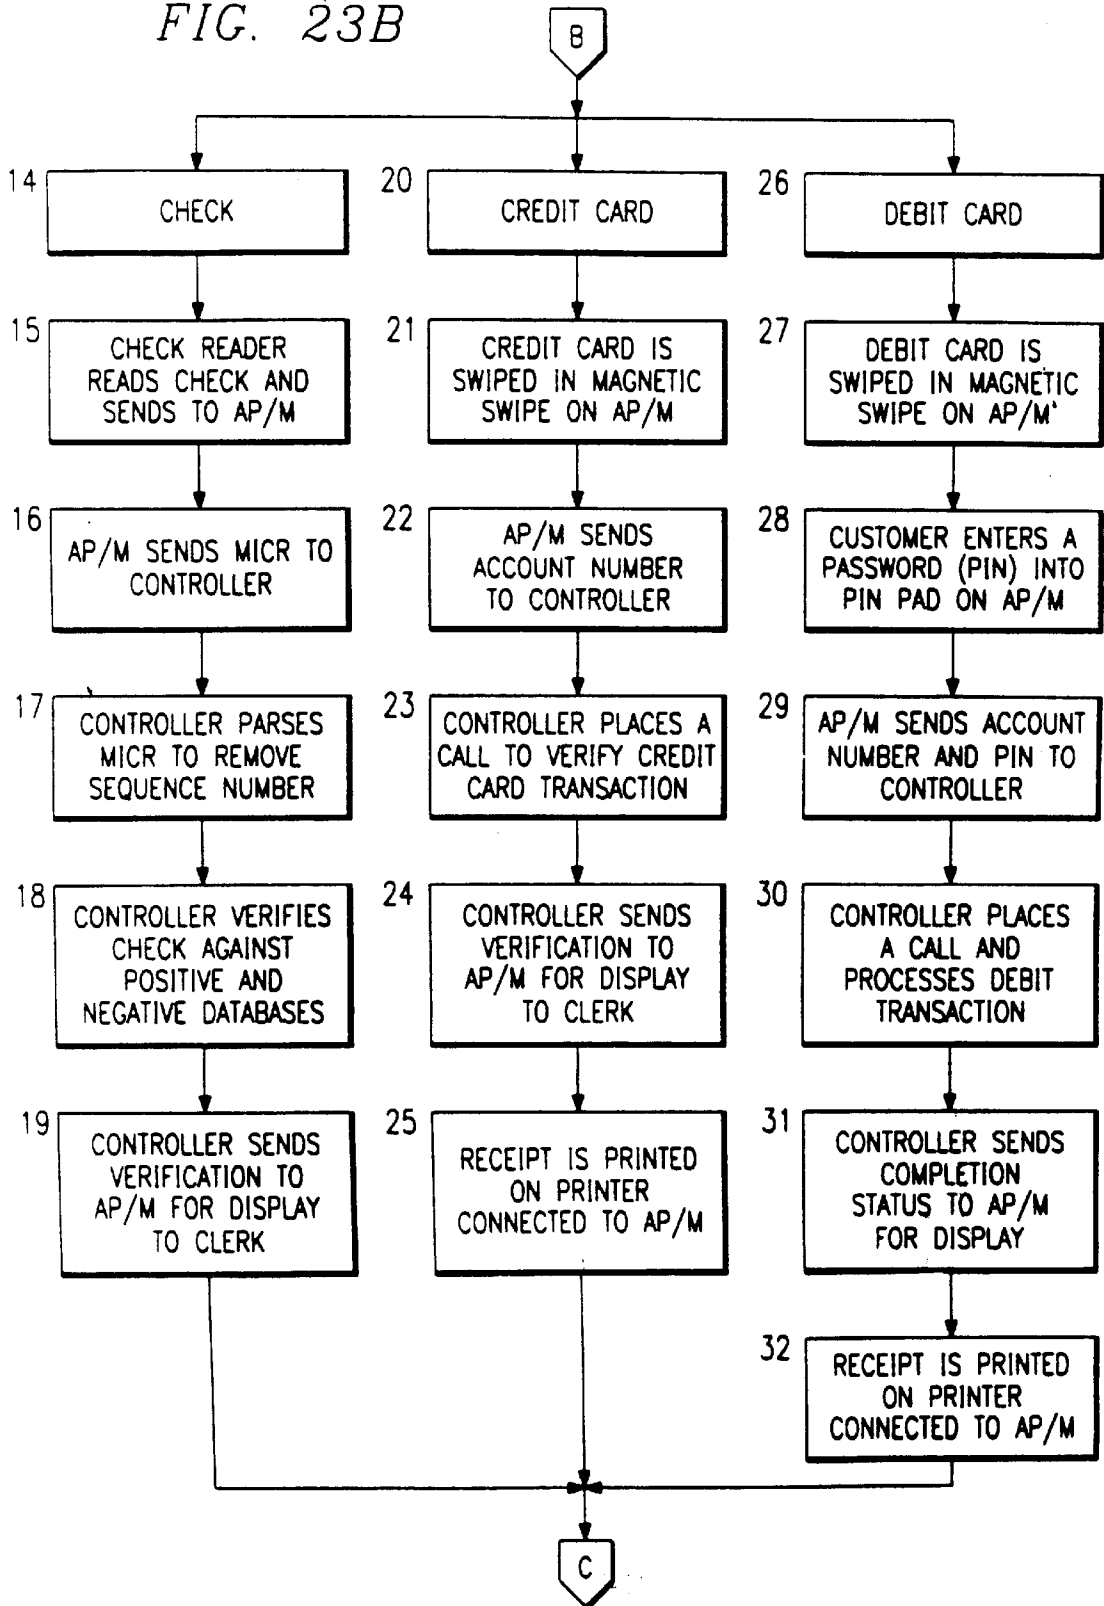 FIG. 23B
B
14
CHECK
15
CHECK READER
READS CHECK AND
SENDS TO AP/M
16
AP/M SENDS MICR TO
CONTROLLER
17
CONTROLLER PARSES
MICR TO REMOVE
SEQUENCE NUMBER
18
CONTROLLER VERIFIES
CHECK AGAINST
POSITIVE AND
NEGATIVE DATABASES
19
CONTROLLER SENDS
VERIFICATION TO
AP/M FOR DISPLAY
TO CLERK
20
CREDIT CARD
21
CREDIT CARD IS
SWIPED IN MAGNETIC
SWIPE ON AP/M
22
AP/M SENDS
ACCOUNT NUMBER
TO CONTROLLER
23
CONTROLLER PLACES A
CALL TO VERIFY CREDIT
CARD TRANSACTION
24
CONTROLLER SENDS
VERIFICATION TO
AP/M FOR DISPLAY
TO CLERK
25
RECEIPT IS PRINTED
ON PRINTER
CONNECTED TO AP/M
26
DEBIT CARD
27
DEBIT CARD IS
SWIPED IN MAGNETIC
SWIPE ON AP/M
28
CUSTOMER ENTERS A
PASSWORD (PIN) INTO
PIN PAD ON AP/M
29
AP/M SENDS ACCOUNT
NUMBER AND PIN TO
CONTROLLER
30
CONTROLLER PLACES
A CALL AND
PROCESSES DEBIT
TRANSACTION
31
CONTROLLER SENDS
COMPLETION
STATUS TO AP/M
FOR DISPLAY
32
RECEIPT IS PRINTED
ON PRINTER
CONNECTED TO AP/M
C